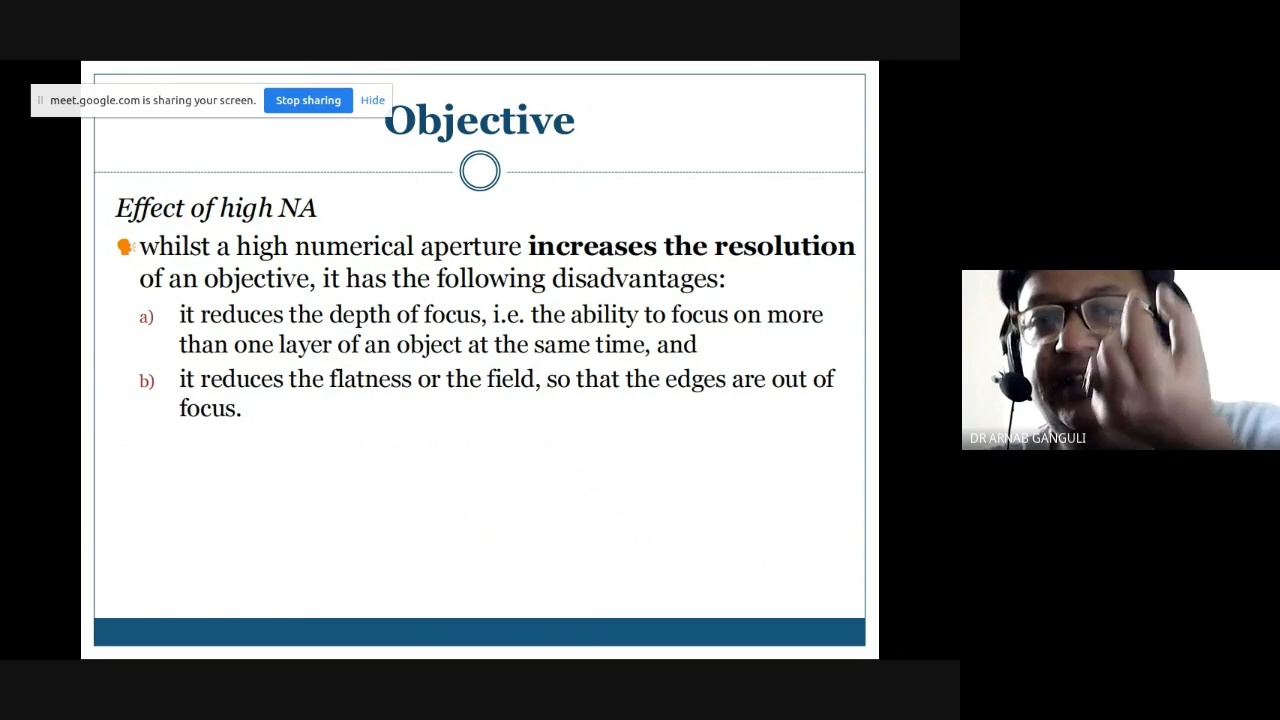 meet.google.com is sharing your screen. Stop sharing Hide
Objective
Effect of high NA
whilst a high numerical aperture increases the resolution
of an objective, it has the following disadvantages:
a) it reduces the depth of focus, i.e. the ability to focus on more
than one layer of an object at the same time, and
b) it reduces the flatness or the field, so that the edges are out of
focus.
DR ARNAB GANGULI